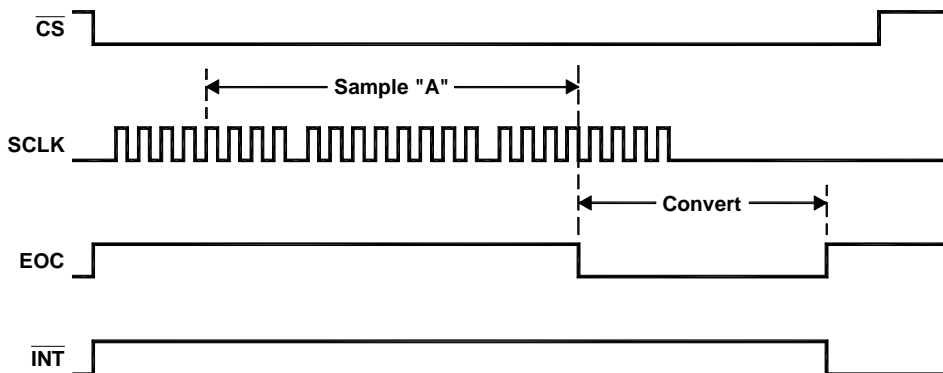 CS
Sample "A"
SCLK
Convert
EOC
INT